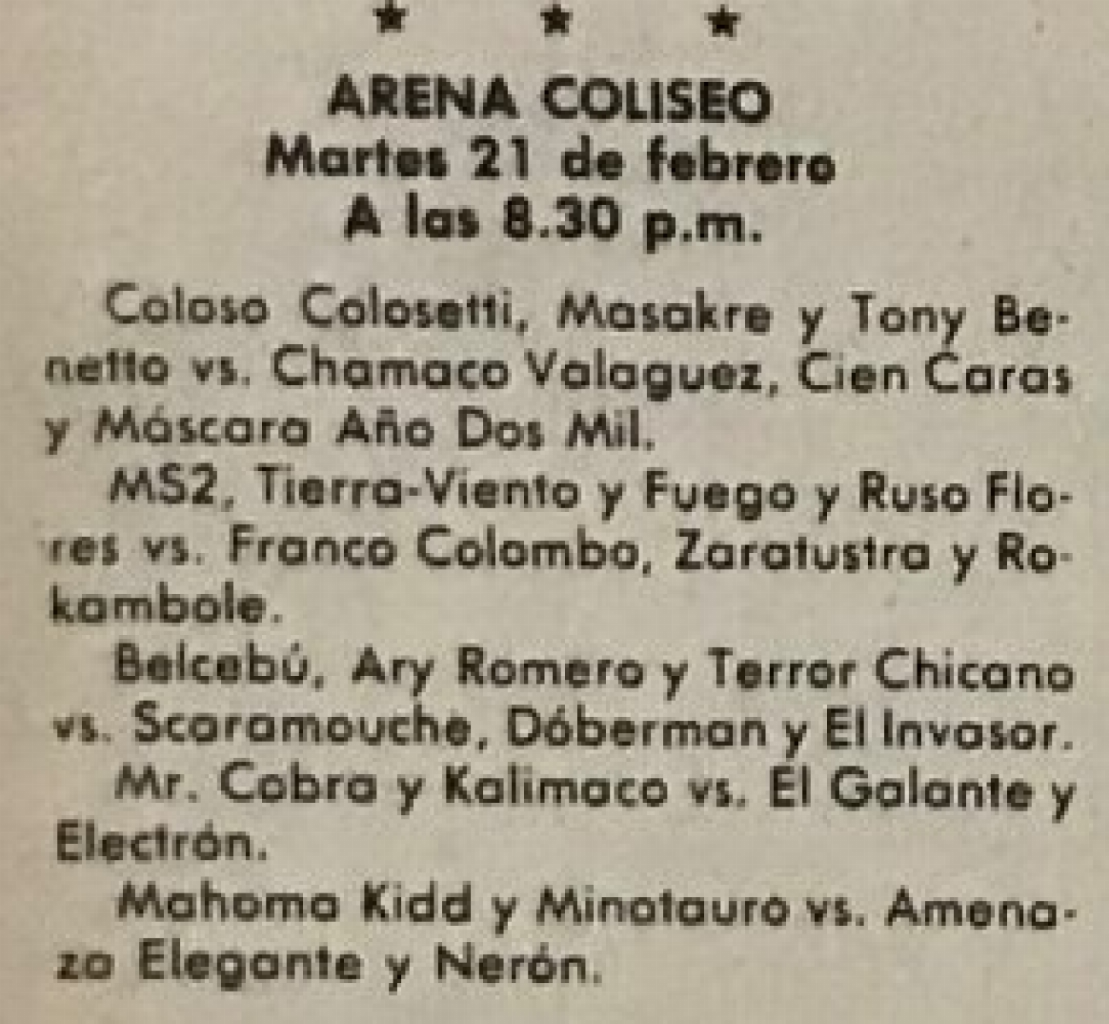 ★ ★ ★
ARENA COLISEO
Martes 21 de febrero
A las 8.30 p.m.
Coloso Colosetti, Masakre y Tony Be-
netto vs. Chamaco Valaguez, Cien Caras
y Máscara Año Dos Mil.
MS2, Tierra-Viento y Fuego y Ruso Flo-
res vs. Franco Colombo, Zaratustra y Ro-
kambole.
Belcebú, Ary Romero y Terror Chicano
vs. Scaramouche, Dóberman y El Invasor.
Mr. Cobra y Kalimaco vs. El Galante y
Electrón.
Mahoma Kidd y Minotauro vs. Amena-
za Elegante y Nerón.